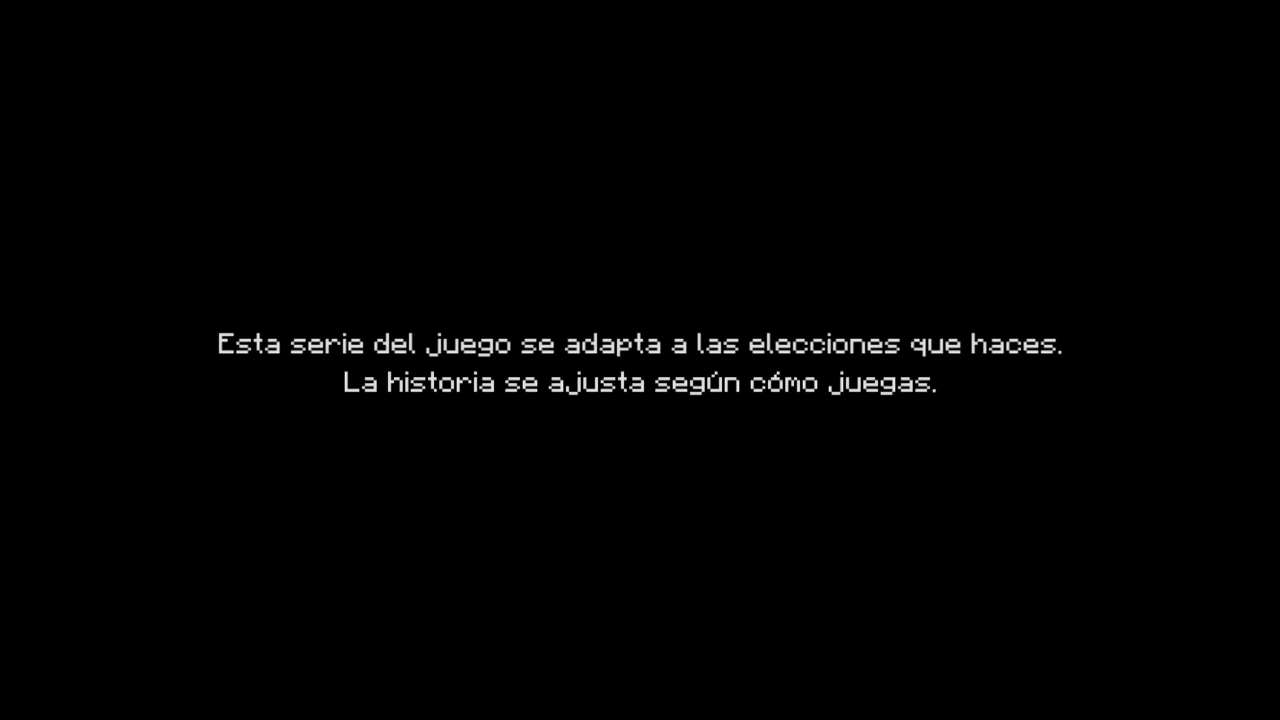 Esta serie del juego se adapta a las elecciones que haces.
La historia se ajusta según cómo juegas.